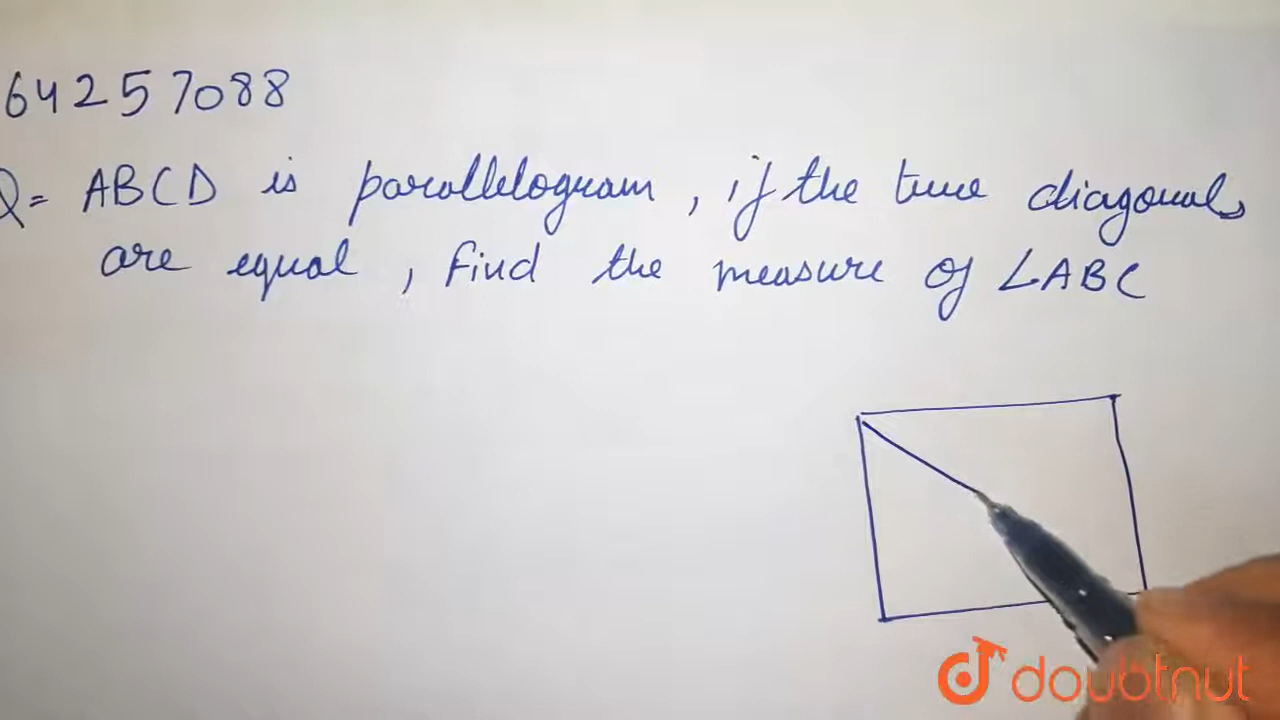 64257088
Q= ABCD is parallelogram, if the two diagonals
are equal, Find the measure of ∠ABC
doubtnut